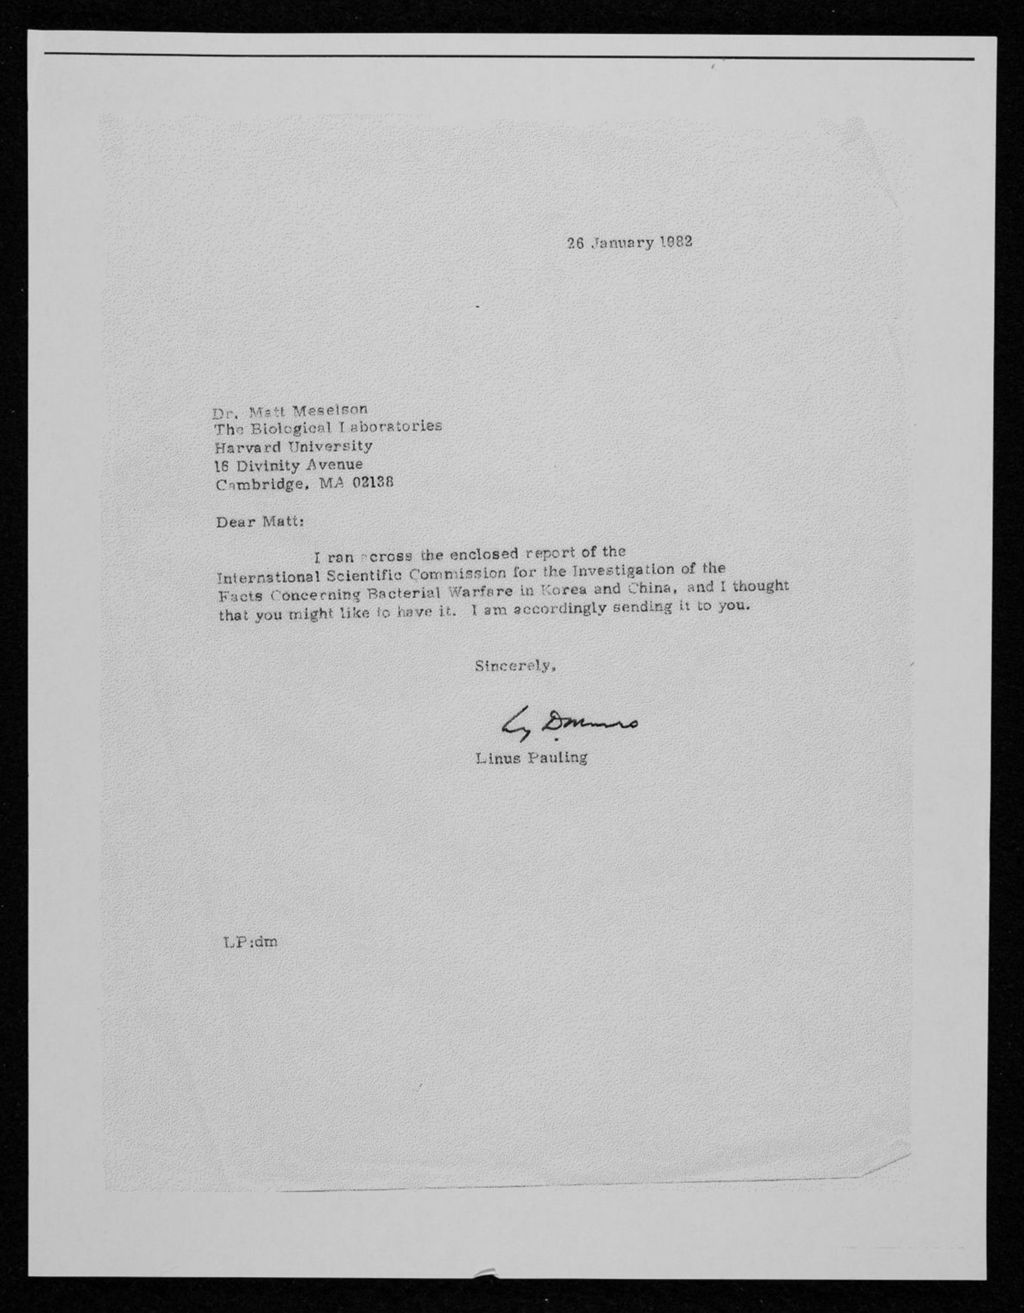 26 January 1982
Dr. Matt Meselson
The Biological Laboratories
Harvard University
16 Divinity Avenue
Cambridge, MA 02138
Dear Matt:
I ran across the enclosed report of the
International Scientific Commission for the Investigation of the
Facts Concerning Bacterial Warfare in Korea and China, and I thought
that you might like to have it. I am accordingly sending it to you.
Sincerely,
Linus Pauling
LP:dm